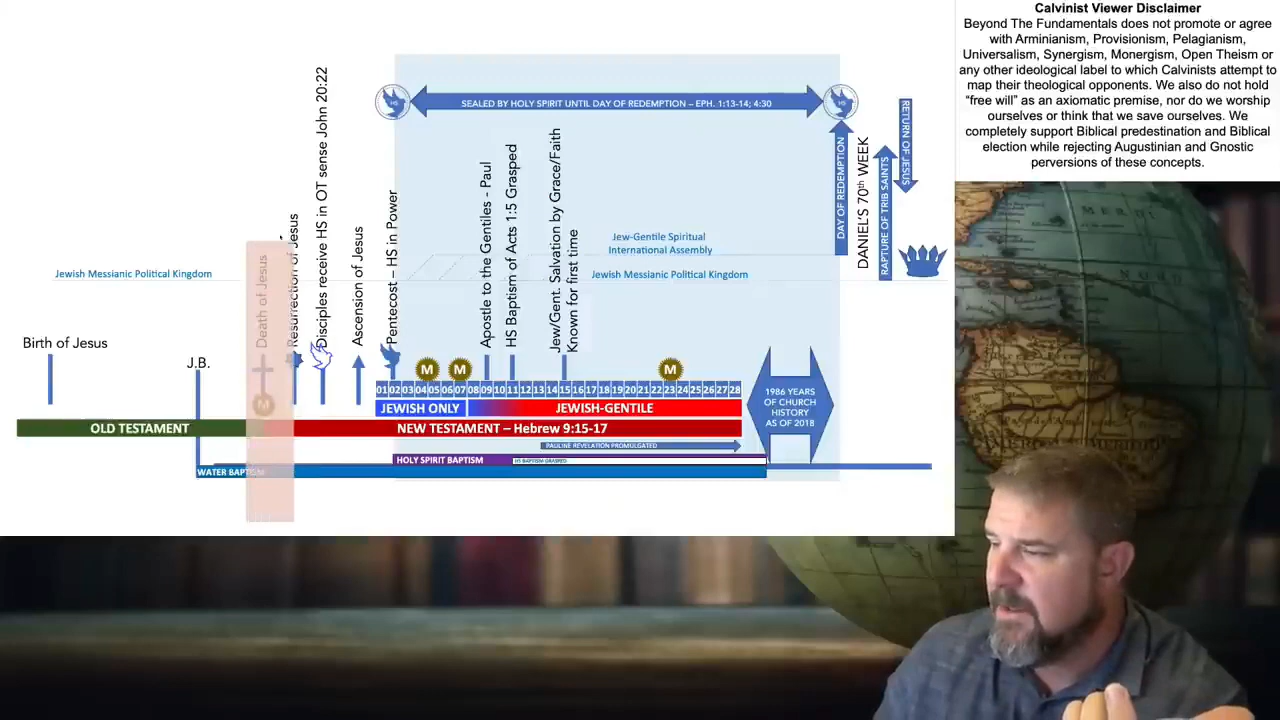 Calvinist Viewer Disclaimer
Beyond The Fundamentals does not promote or agree
with Arminianism, Provisionism, Pelagianism,
Universalism, Synergism, Monergism, Open Theism or
any other ideological label to which Calvinists attempt to
map their theological opponents. We also do not hold
“free will” as an axiomatic premise, nor do we worship
ourselves or think that we save ourselves. We
completely support Biblical predestination and Biblical
election while rejecting Augustinian and Gnostic
perversions of these concepts.
HS
SEALED BY HOLY SPIRIT UNTIL DAY OF REDEMPTION – EPH. 1:13-14; 4:30
HS
Birth of Jesus
J.B.
Death of Jesus
Resurrection of Jesus
Disciples receive HS in OT sense John 20:22
Ascension of Jesus
Pentecost – HS in Power
Apostle to the Gentiles - Paul
HS Baptism of Acts 1:5 Grasped
Jew/Gent. Salvation by Grace/Faith
Known for first time
DAY OF REDEMPTION
DANIEL'S 70th WEEK
RAPTURE OF TRIB SAINTS
RETURN OF JESUS
Jewish Messianic Political Kingdom
Jew-Gentile Spiritual
International Assembly
Jewish Messianic Political Kingdom
M
M
M
M
01 02 03 04 05 06 07 08 09 10 11 12 13 14 15 16 17 18 19 20 21 22 23 24 25 26 27 28
JEWISH ONLY
JEWISH-GENTILE
OLD TESTAMENT
NEW TESTAMENT – Hebrew 9:15-17
PAULINE REVELATION PROMULGATED
HOLY SPIRIT BAPTISM
HS BAPTISM GRASPED
WATER BAPTISM
1986 YEARS
OF CHURCH
HISTORY
AS OF 2018